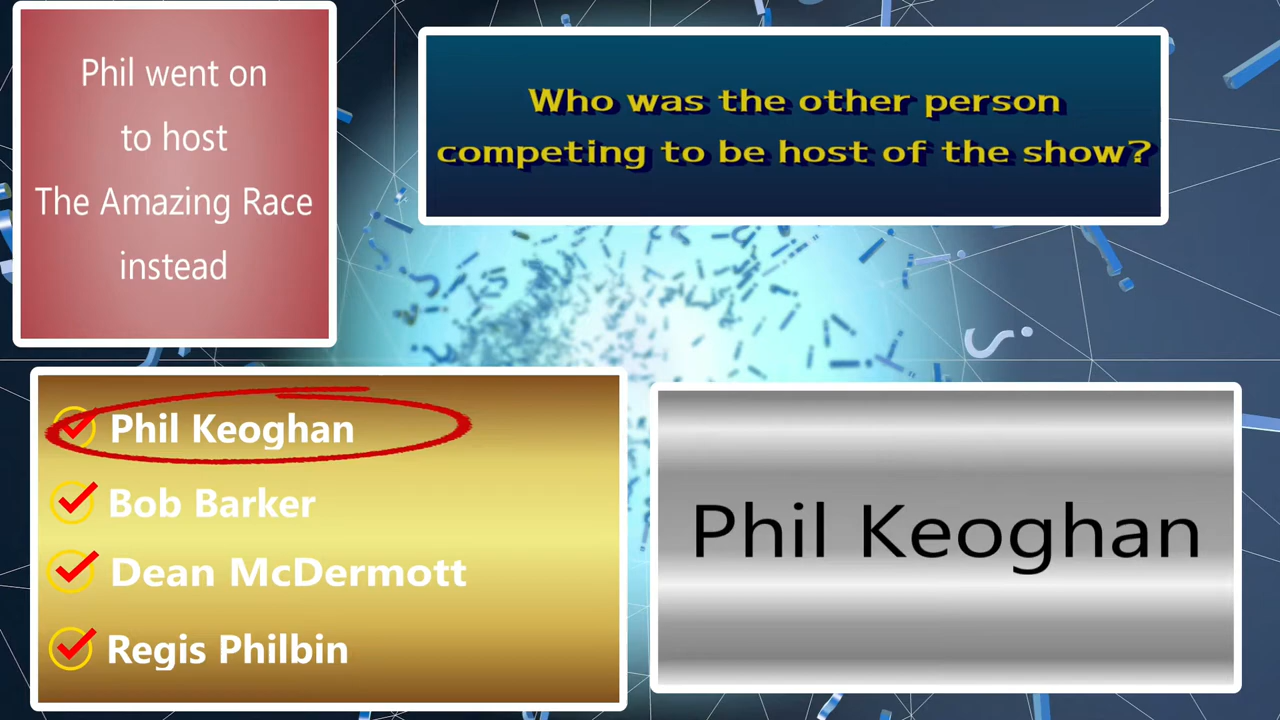 Phil went on
to host
The Amazing Race
instead
Who was the other person
competing to be host of the show?
Phil Keoghan
Bob Barker
Dean McDermott
Regis Philbin
Phil Keoghan